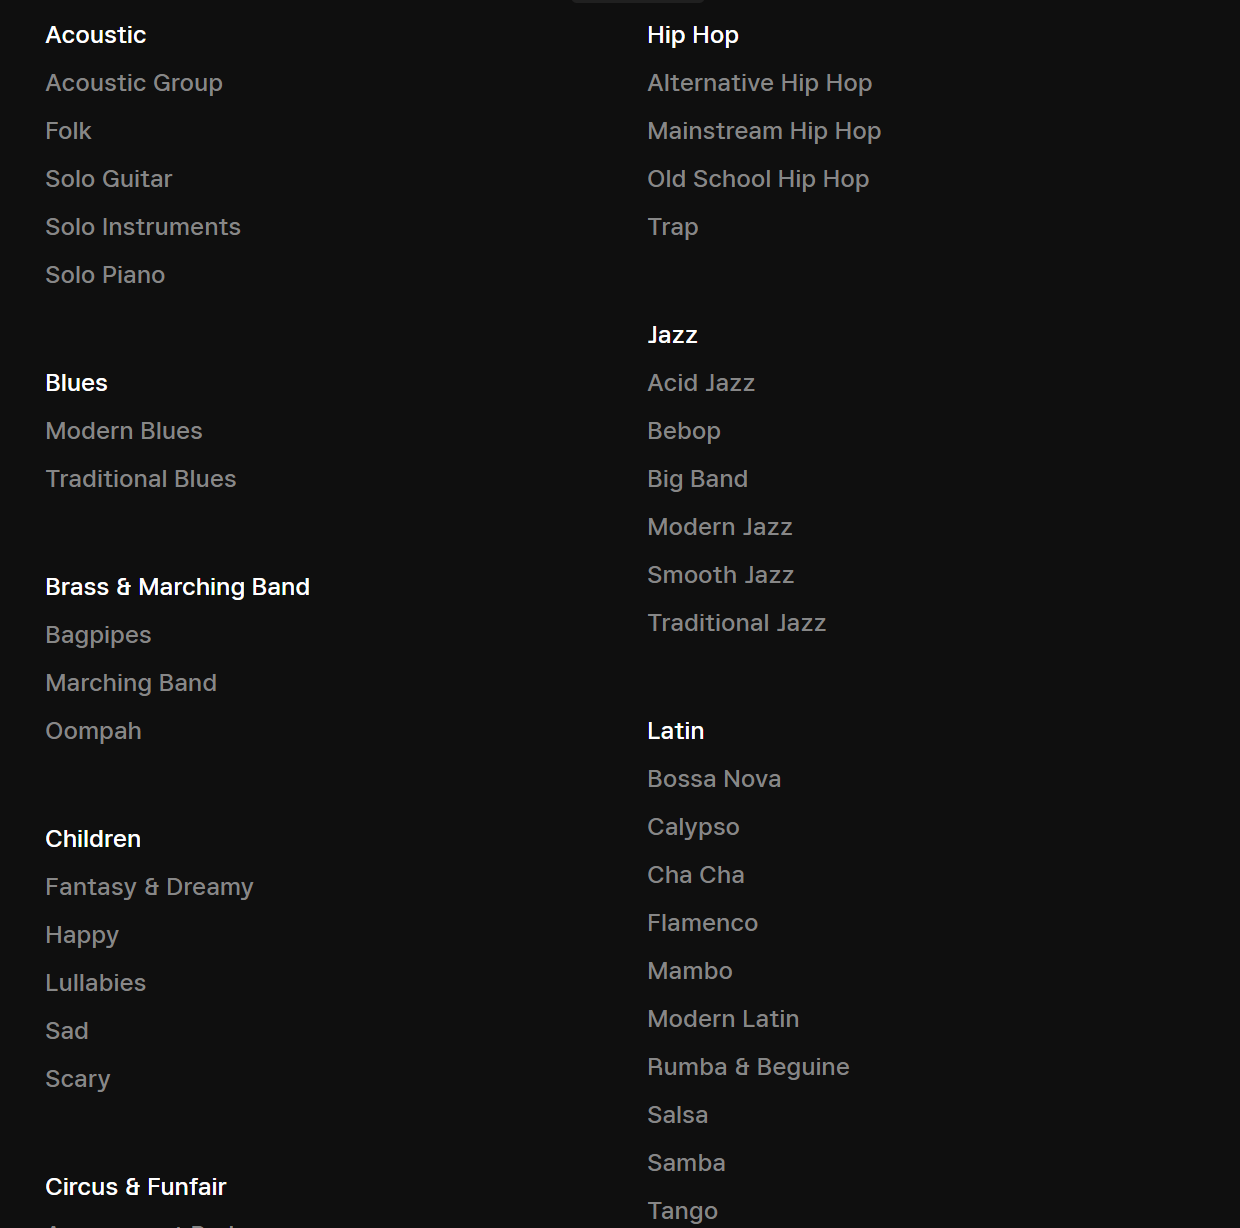 Acoustic
Acoustic Group
Folk
Solo Guitar
Solo Instruments
Solo Piano
Blues
Modern Blues
Traditional Blues
Brass & Marching Band
Bagpipes
Marching Band
Oompah
Children
Fantasy & Dreamy
Happy
Lullabies
Sad
Scary
Circus & Funfair
Hip Hop
Alternative Hip Hop
Mainstream Hip Hop
Old School Hip Hop
Trap
Jazz
Acid Jazz
Bebop
Big Band
Modern Jazz
Smooth Jazz
Traditional Jazz
Latin
Bossa Nova
Calypso
Cha Cha
Flamenco
Mambo
Modern Latin
Rumba & Beguine
Salsa
Samba
Tango